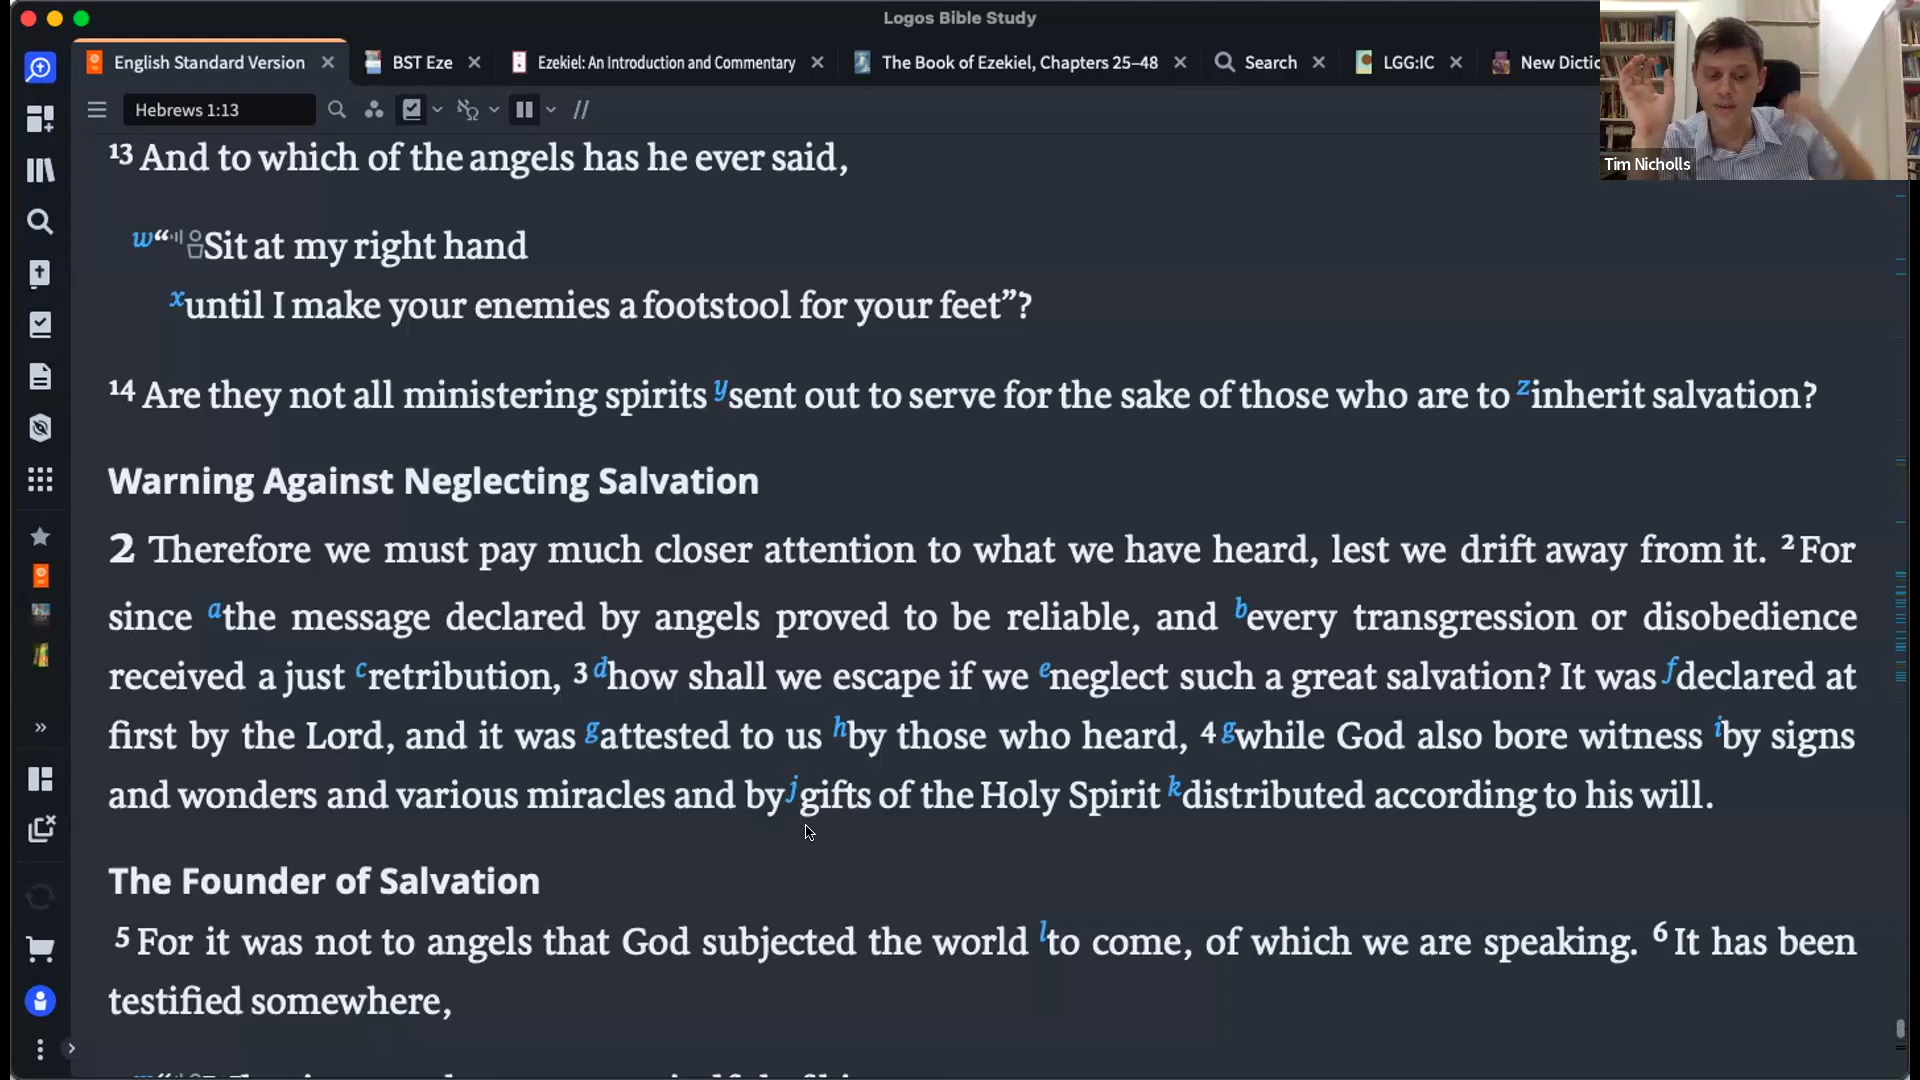 Logos Bible Study
English Standard Version BST Eze Ezekiel: An Introduction and Commentary The Book of Ezekiel, Chapters 25–48 Search LGG:IC New Dictio
Hebrews 1:13
Tim Nicholls
13 And to which of the angels has he ever said,
w“Sit at my right hand
xuntil I make your enemies a footstool for your feet”?
14 Are they not all ministering spirits ysent out to serve for the sake of those who are to zinherit salvation?
Warning Against Neglecting Salvation
2 Therefore we must pay much closer attention to what we have heard, lest we drift away from it. 2 For
since athe message declared by angels proved to be reliable, and bevery transgression or disobedience
received a just cretribution, 3 dhow shall we escape if we eneglect such a great salvation? It was fdeclared at
first by the Lord, and it was gattested to us hby those who heard, 4 gwhile God also bore witness iby signs
and wonders and various miracles and by jgifts of the Holy Spirit kdistributed according to his will.
The Founder of Salvation
5 For it was not to angels that God subjected the world lto come, of which we are speaking. 6 It has been
testified somewhere,